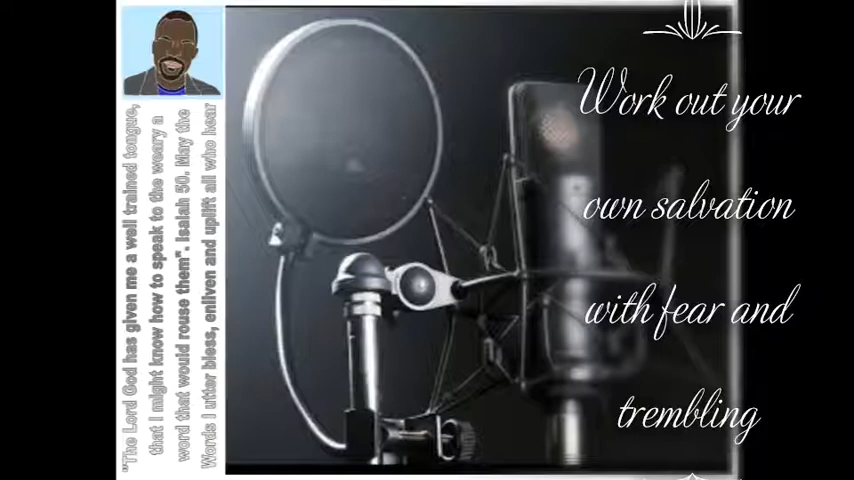 "The Lord God has given me a well trained tongue,
that I might know how to speak to the weary a
word that would rouse them". Isaiah 50. May the
Words I utter bless, enliven and uplift all who hear
Work out your
own salvation
with fear and
trembling